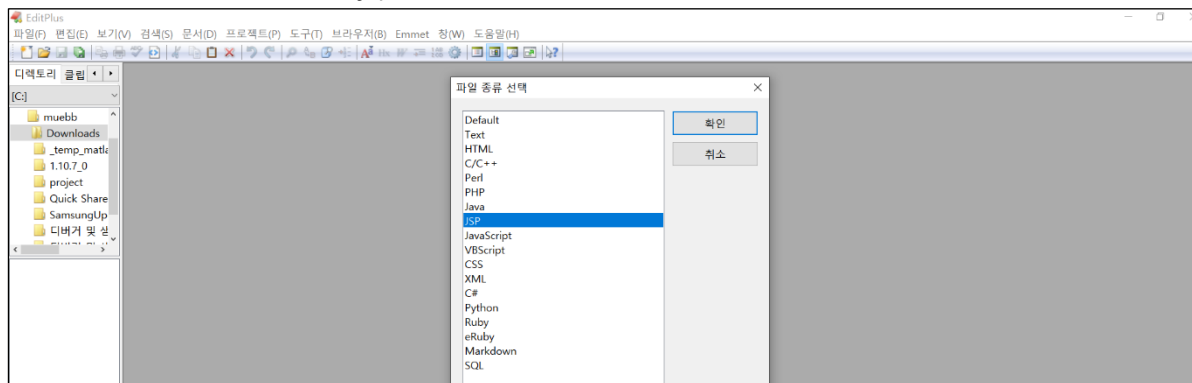 EditPlus
파일(F) 편집(E) 보기(V) 검색(S) 문서(D) 프로젝트(P) 도구(T) 브라우저(B) Emmet 창(W) 도움말(H)
디렉토리 클립
[C:]
muebb
Downloads
_temp_matla
1.10.7_0
project
Quick Share
SamsungUp
디버거 및
파일 종류 선택
Default
Text
HTML
C/C++
Perl
PHP
Java
JSP
JavaScript
VBScript
CSS
XML
C#
Python
Ruby
eRuby
Markdown
SQL
확인
취소